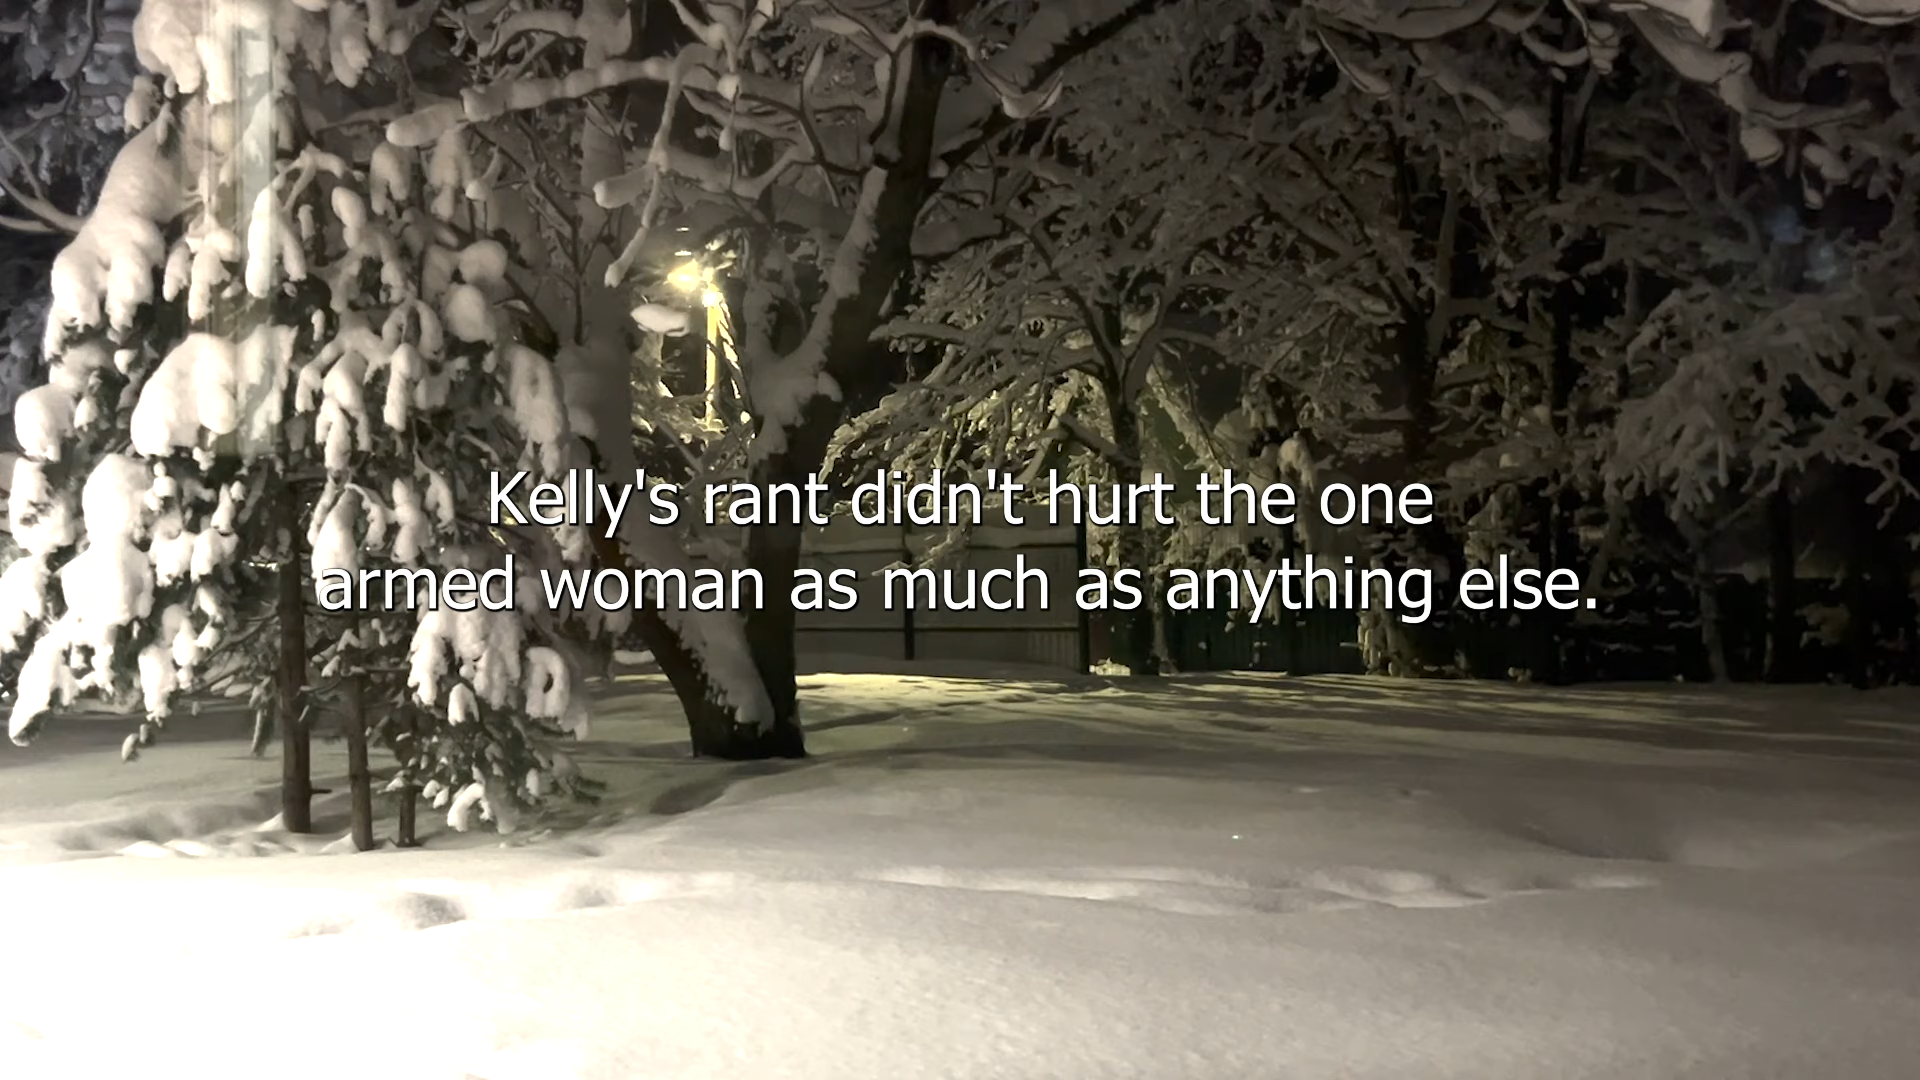 Kelly's rant didn't hurt the one
armed woman as much as anything else.